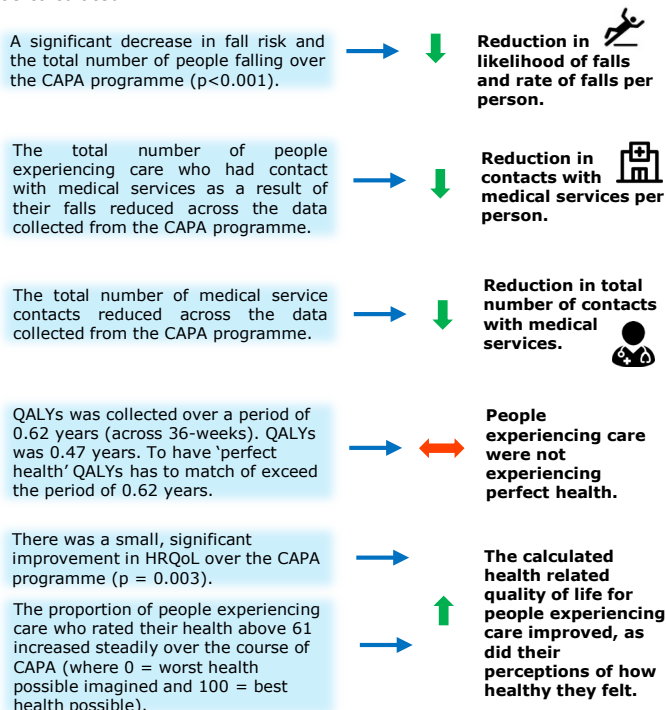 A significant decrease in fall risk and
the total number of people falling over
the CAPA programme (p<0.001).
Reduction in
likelihood of falls
and rate of falls per
person.
The total number of people
experiencing care who had contact
with medical services as a result of
their falls reduced across the data
collected from the CAPA programme.
Reduction in
contacts with
medical services per
person.
The total number of medical service
contacts reduced across the data
collected from the CAPA programme.
Reduction in total
number of contacts
with medical
services.
QALYs was collected over a period of
0.62 years (across 36-weeks). QALYs
was 0.47 years. To have ‘perfect
health’ QALYs has to match of exceed
the period of 0.62 years.
People
experiencing care
were not
experiencing
perfect health.
There was a small, significant
improvement in HRQoL over the CAPA
programme (p = 0.003).
The proportion of people experiencing
care who rated their health above 61
increased steadily over the course of
CAPA (where 0 = worst health
possible imagined and 100 = best
health possible).
The calculated
health related
quality of life for
people experiencing
care improved, as
did their
perceptions of how
healthy they felt.